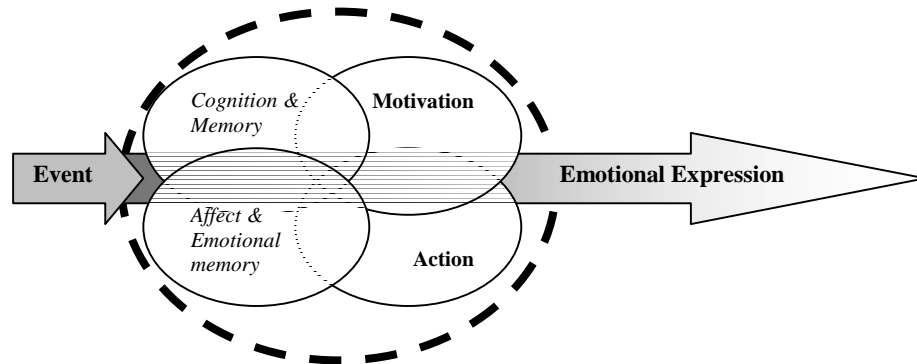 Cognition &
Memory
Motivation
Event
Emotional Expression
Affect &
Emotional
memory
Action